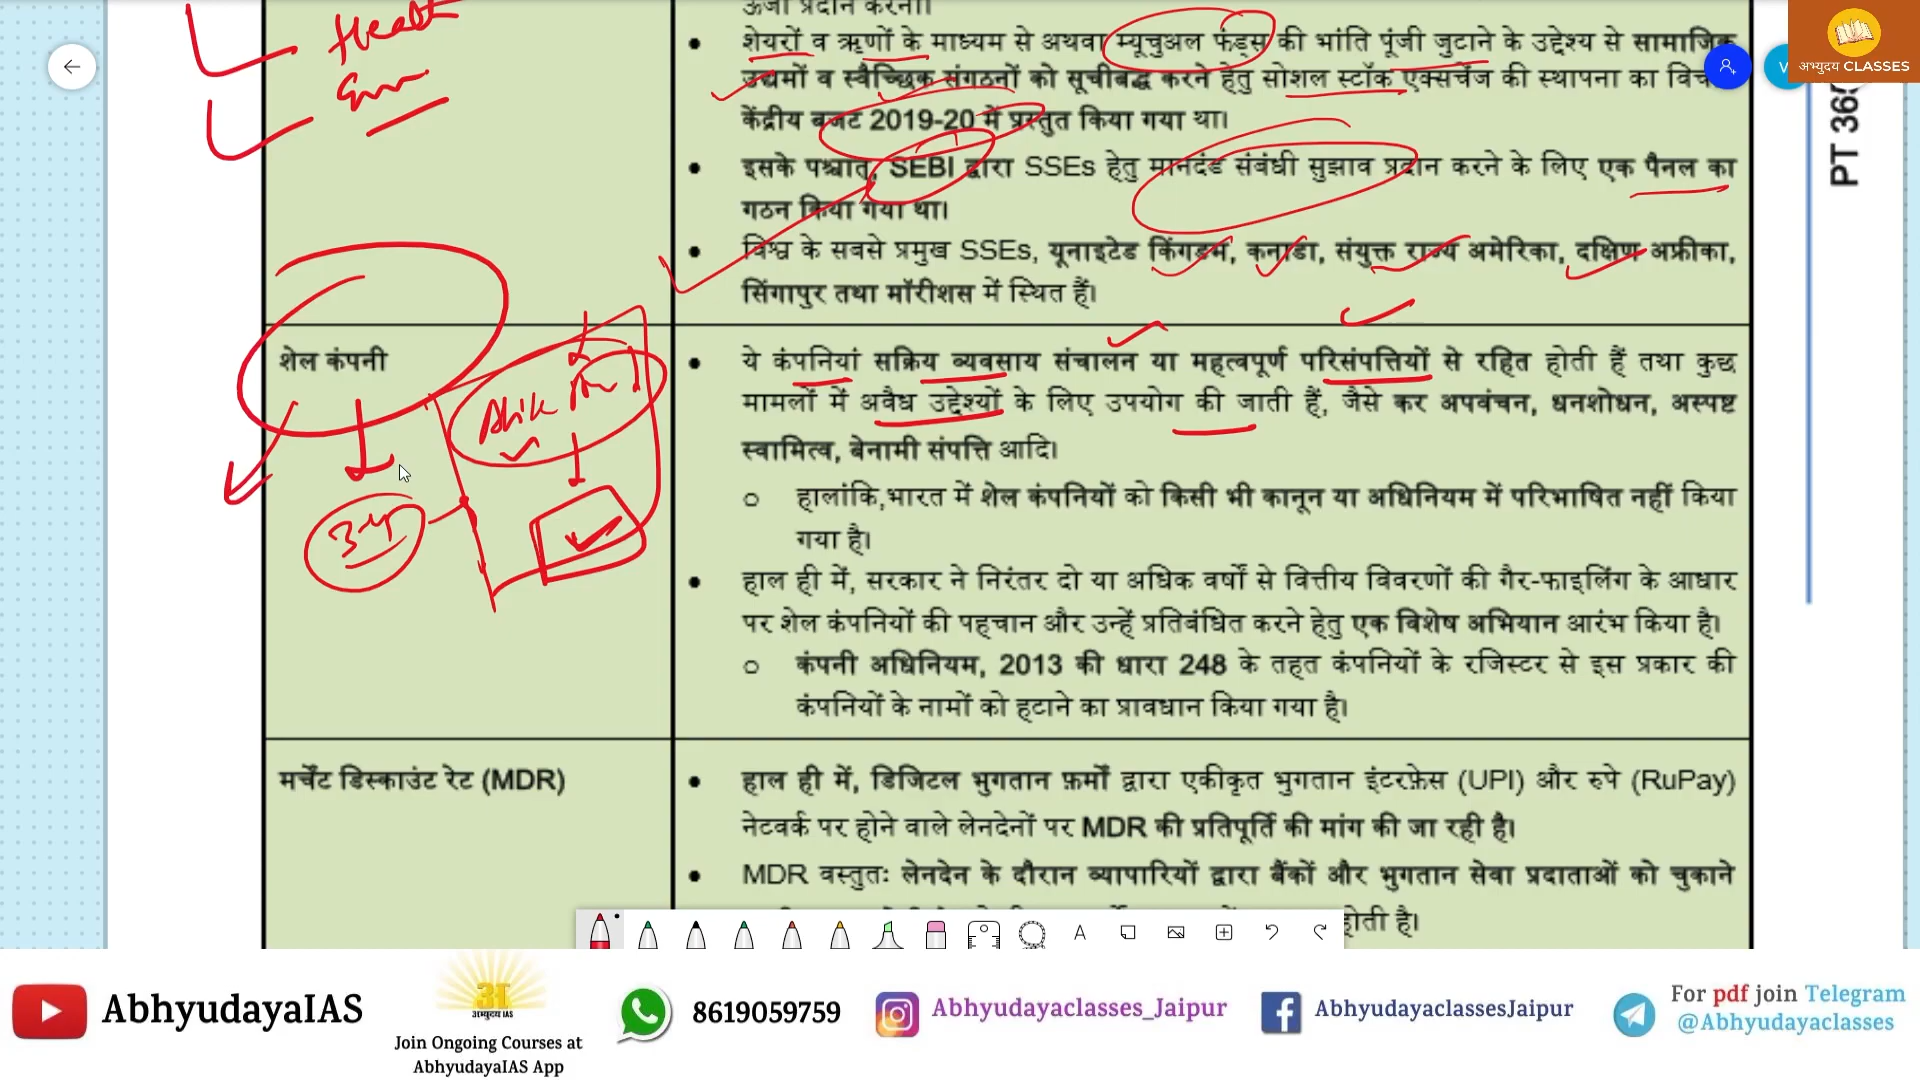 ऊर्जा प्रदान करना।
शेयरों व ऋणों के माध्यम से अथवा म्यूचुअल फंड्स की भांति पूंजी जुटाने के उद्देश्य से सामाजिक
उद्यमों व स्वैच्छिक संगठनों को सूचीबद्ध करने हेतु सोशल स्टॉक एक्सचेंज की स्थापना का
केंद्रीय बजट 2019-20 में प्रस्तुत किया गया था।
इसके पश्चात्, SEBI द्वारा SSEs हेतु मानदंड संबंधी सुझाव प्रदान करने के लिए एक पैनल का
गठन किया गया था।
विश्व के सबसे प्रमुख SSEs, यूनाइटेड किंगडम, कनाडा, संयुक्त राज्य अमेरिका, दक्षिण अफ्रीका,
सिंगापुर तथा मॉरीशस में स्थित हैं।
शेल कंपनी
ये कंपनियां सक्रिय व्यवसाय संचालन या महत्वपूर्ण परिसंपत्तियों से रहित होती हैं तथा कुछ
मामलों में अवैध उद्देश्यों के लिए उपयोग की जाती हैं, जैसे कर अपवंचन, धनशोधन, अस्पष्ट
स्वामित्व, बेनामी संपत्ति आदि।
हालांकि,भारत में शेल कंपनियों को किसी भी कानून या अधिनियम में परिभाषित नहीं किया
गया है।
हाल ही में, सरकार ने निरंतर दो या अधिक वर्षों से वित्तीय विवरणों की गैर-फाइलिंग के आधार
पर शेल कंपनियों की पहचान और उन्हें प्रतिबंधित करने हेतु एक विशेष अभियान आरंभ किया है।
कंपनी अधिनियम, 2013 की धारा 248 के तहत कंपनियों के रजिस्टर से इस प्रकार की
कंपनियों के नामों को हटाने का प्रावधान किया गया है।
मर्चेंट डिस्काउंट रेट (MDR)
हाल ही में, डिजिटल भुगतान फ़र्मों द्वारा एकीकृत भुगतान इंटरफ़ेस (UPI) और रुपे (RuPay)
नेटवर्क पर होने वाले लेनदेनों पर MDR की प्रतिपूर्ति की मांग की जा रही है।
MDR वस्तुतः लेनदेन के दौरान व्यापारियों द्वारा बैंकों और भुगतान सेवा प्रदाताओं को चुकाने
होती है।
Health
अभ्युदय CLASSES
PT 365
AbhyudayaIAS
अभ्युदय IAS
Join Ongoing Courses at
AbhyudayaIAS App
8619059759
Abhyudayaclasses_Jaipur
AbhyudayaclassesJaipur
For pdf join Telegram
@Abhyudayaclasses